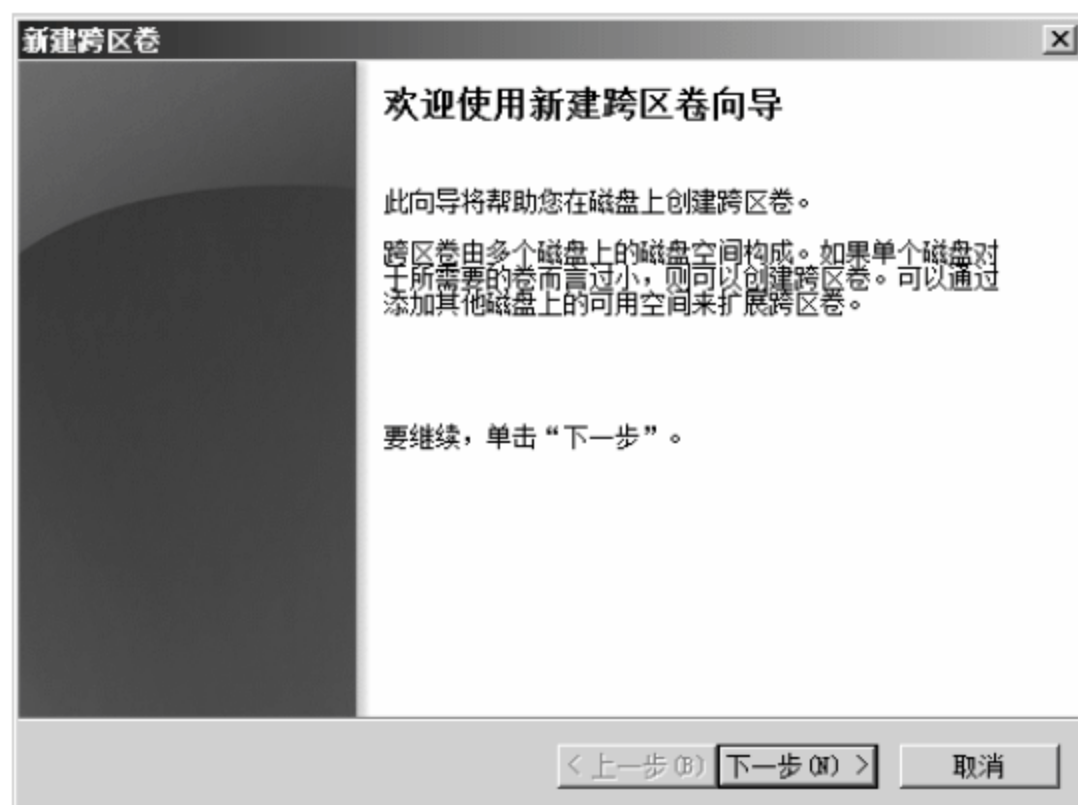 新建跨区卷
欢迎使用新建跨区卷向导
此向导将帮助您在磁盘上创建跨区卷。
跨区卷由多个磁盘上的磁盘空间构成。如果单个磁盘对
于所需要的卷而言过小，则可以创建跨区卷。可以通过
添加其他磁盘上的可用空间来扩展跨区卷。
要继续，单击“下一步”。
< 上一步(B) 下一步(N) > 取消